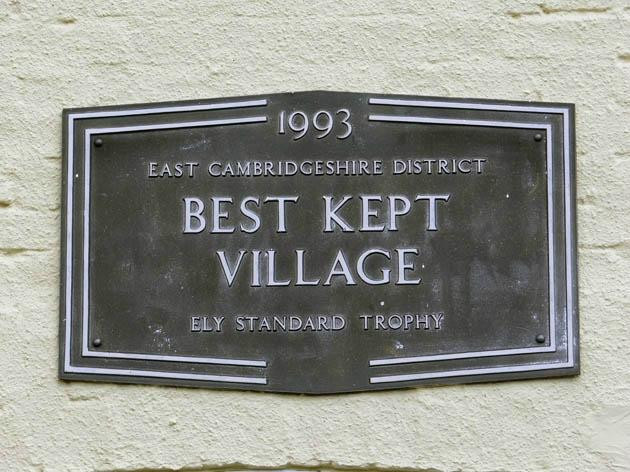 1993
EAST CAMBRIDGESHIRE DISTRICT
BEST KEPT
VILLAGE
ELY STANDARD TROPHY